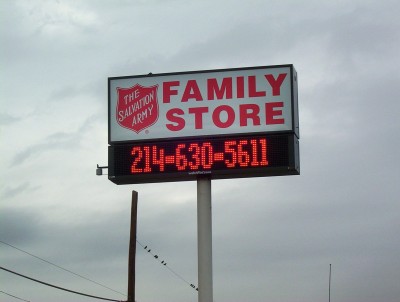 THE
SALVATION
ARMY
FAMILY
STORE
214-630-5611